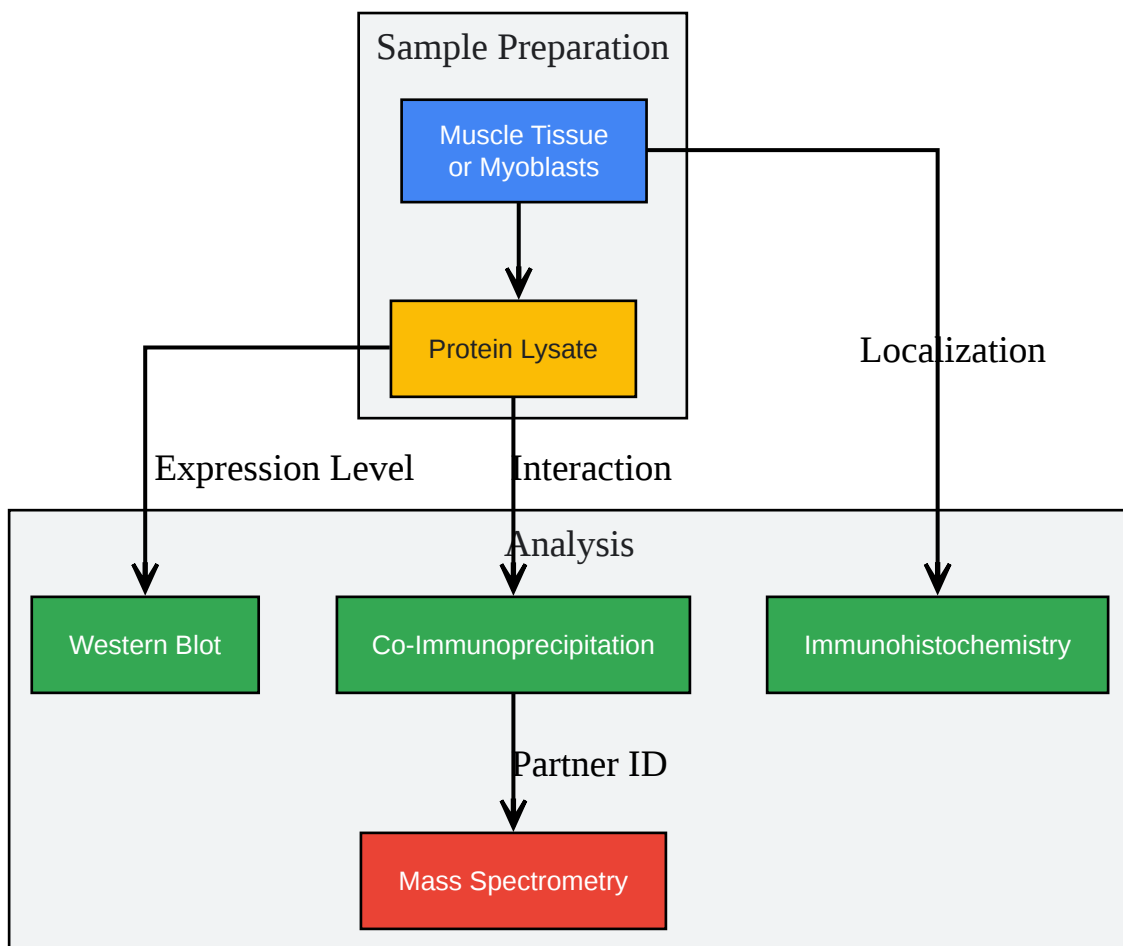 Sample Preparation
Muscle Tissue
or Myoblasts
Protein Lysate
Localization
Expression Level
Interaction
Analysis
Western Blot
Co-Immunoprecipitation
Immunohistochemistry
Partner ID
Mass Spectrometry